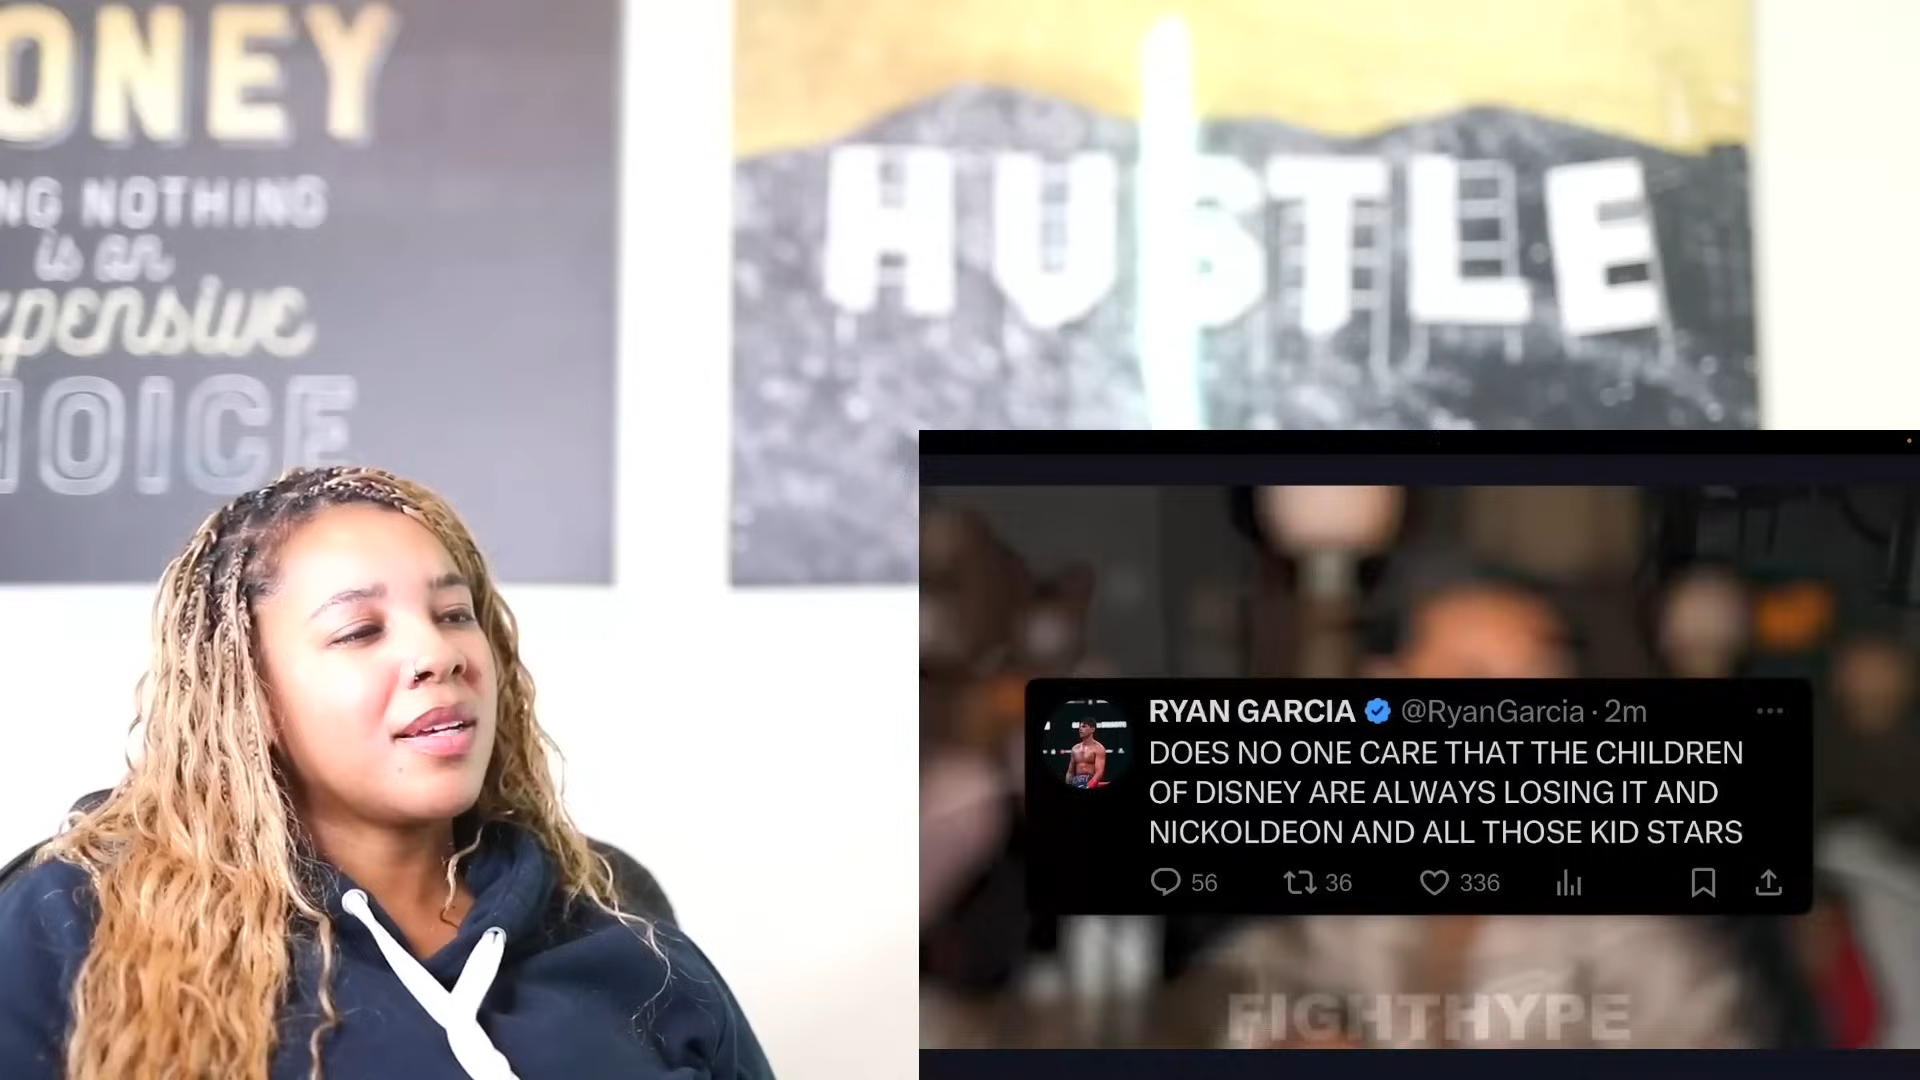 ONEY
NG NOTHING
is an
xpensive
HOICE
HUSTLE
RYAN GARCIA @RyanGarcia · 2m
DOES NO ONE CARE THAT THE CHILDREN
OF DISNEY ARE ALWAYS LOSING IT AND
NICKOLDEON AND ALL THOSE KID STARS
56 36 336
FIGHTHYPE